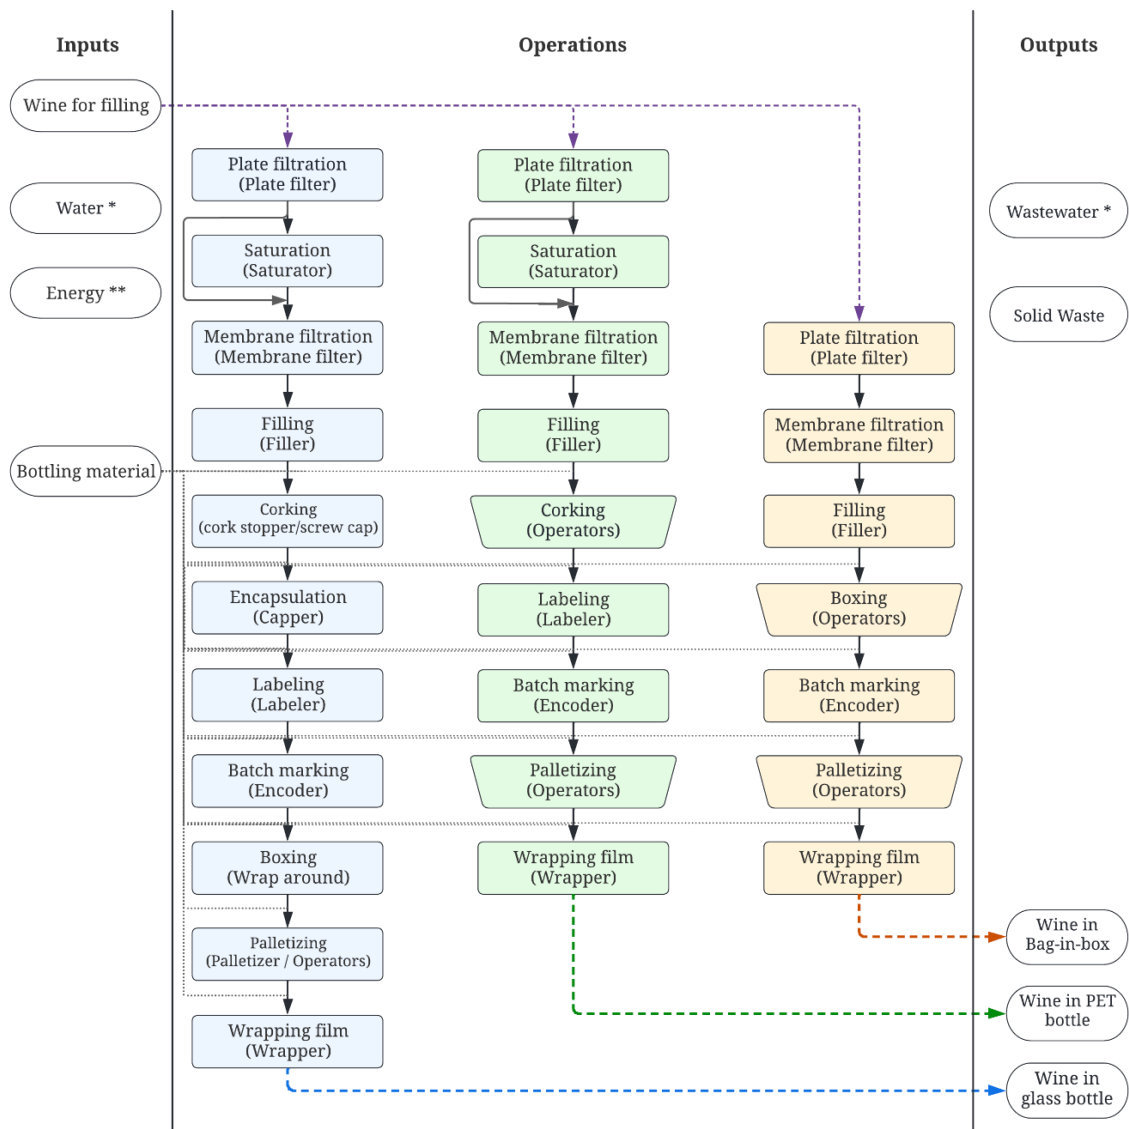 Inputs
Operations
Outputs
Wine for filling
Water *
Energy **
Bottling material
Plate filtration
(Plate filter)
Saturation
(Saturator)
Membrane filtration
(Membrane filter)
Filling
(Filler)
Corking
(cork stopper/screw cap)
Encapsulation
(Capper)
Labeling
(Labeler)
Batch marking
(Encoder)
Boxing
(Wrap around)
Palletizing
(Palletizer / Operators)
Wrapping film
(Wrapper)
Plate filtration
(Plate filter)
Saturation
(Saturator)
Membrane filtration
(Membrane filter)
Filling
(Filler)
Corking
(Operators)
Labeling
(Labeler)
Batch marking
(Encoder)
Palletizing
(Operators)
Wrapping film
(Wrapper)
Plate filtration
(Plate filter)
Membrane filtration
(Membrane filter)
Filling
(Filler)
Boxing
(Operators)
Batch marking
(Encoder)
Palletizing
(Operators)
Wrapping film
(Wrapper)
Wastewater *
Solid Waste
Wine in
Bag-in-box
Wine in PET
bottle
Wine in
glass bottle